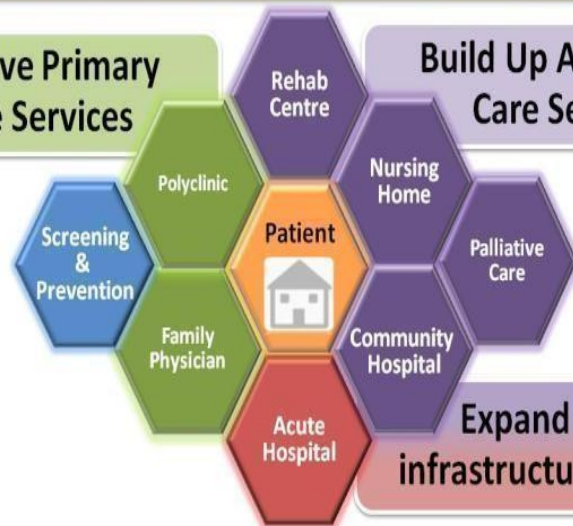 ve Primary
e Services
Build Up A
Care Se
Rehab
Centre
Polyclinic
Nursing
Home
Screening
&
Prevention
Patient
Palliative
Care
Family
Physician
Community
Hospital
Acute
Hospital
Expand
infrastructu